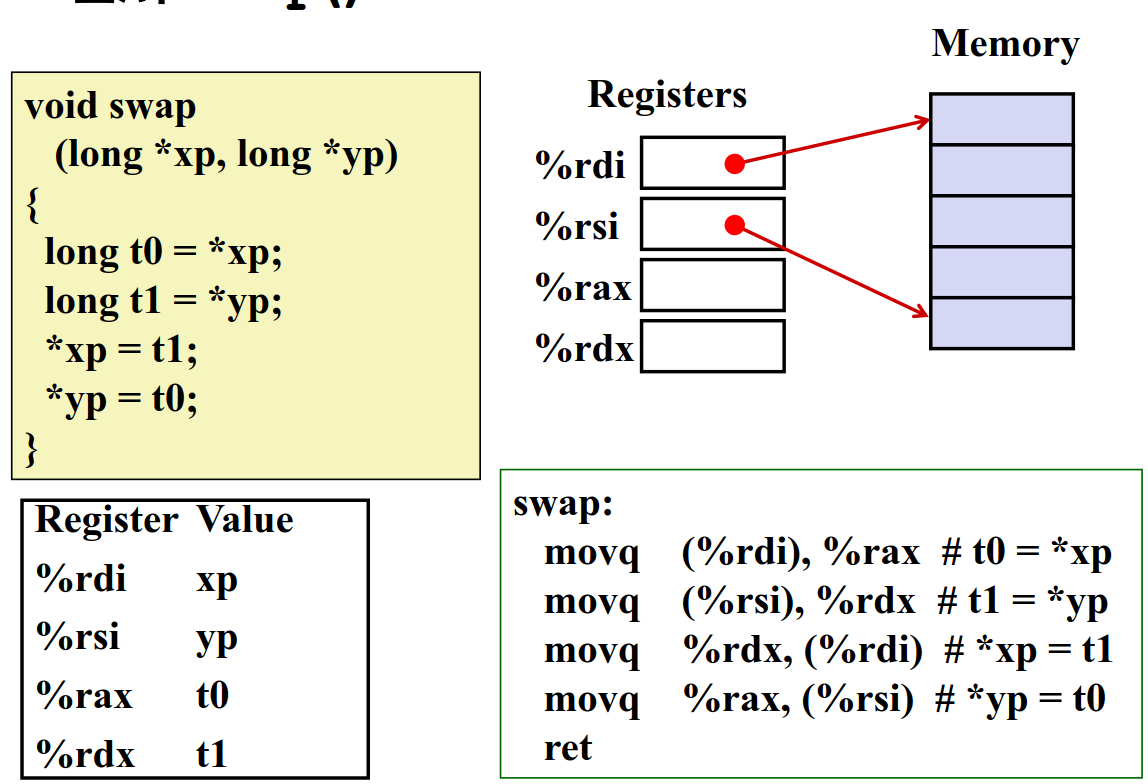 void swap
(long *xp, long *yp)
{
long t0 = *xp;
long t1 = *yp;
*xp = t1;
*yp = t0;
}
Registers
%rdi
%rsi
%rax
%rdx
Memory
Register Value
%rdi xp
%rsi yp
%rax t0
%rdx t1
swap:
movq (%rdi), %rax # t0 = *xp
movq (%rsi), %rdx # t1 = *yp
movq %rdx, (%rdi) # *xp = t1
movq %rax, (%rsi) # *yp = t0
ret